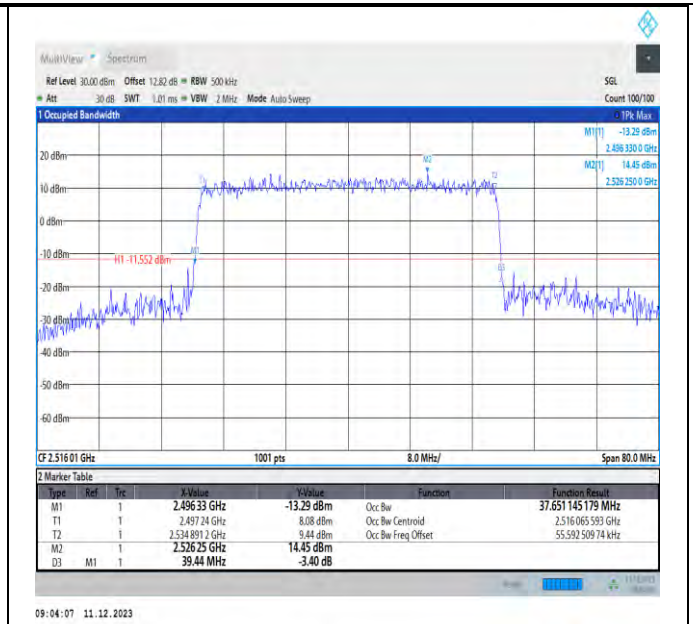 MultiView Spectrum
Ref Level 30.00 dBm Offset 12.82 dB RBW 500 kHz SGL
Att 30 dB SWT 1.01 ms VBW 2 MHz Mode Auto Sweep Count 100/100
1 Occupied Bandwidth 1Pk Max
M1[1] -13.29 dBm
2.496 330 0 GHz
M2[1] 14.45 dBm
2.526 250 0 GHz
20 dBm
M2
T2
10 dBm
0 dBm
-10 dBm
M1
H1 -11.552 dBm
D3
-20 dBm
-30 dBm
-40 dBm
-50 dBm
-60 dBm
CF 2.516 01 GHz 1001 pts 8.0 MHz/ Span 80.0 MHz
2 Marker Table
Type Ref Trc X-Value Y-Value Function Function Result
M1 1 2.496 33 GHz -13.29 dBm Occ Bw 37.651 145 179 MHz
T1 1 2.497 24 GHz 8.08 dBm Occ Bw Centroid 2.516 065 593 GHz
T2 1 2.534 891 2 GHz 9.44 dBm Occ Bw Freq Offset 55.592 509 74 kHz
M2 1 2.526 25 GHz 14.45 dBm
D3 M1 1 39.44 MHz -3.40 dB
09:04:07 11.12.2023